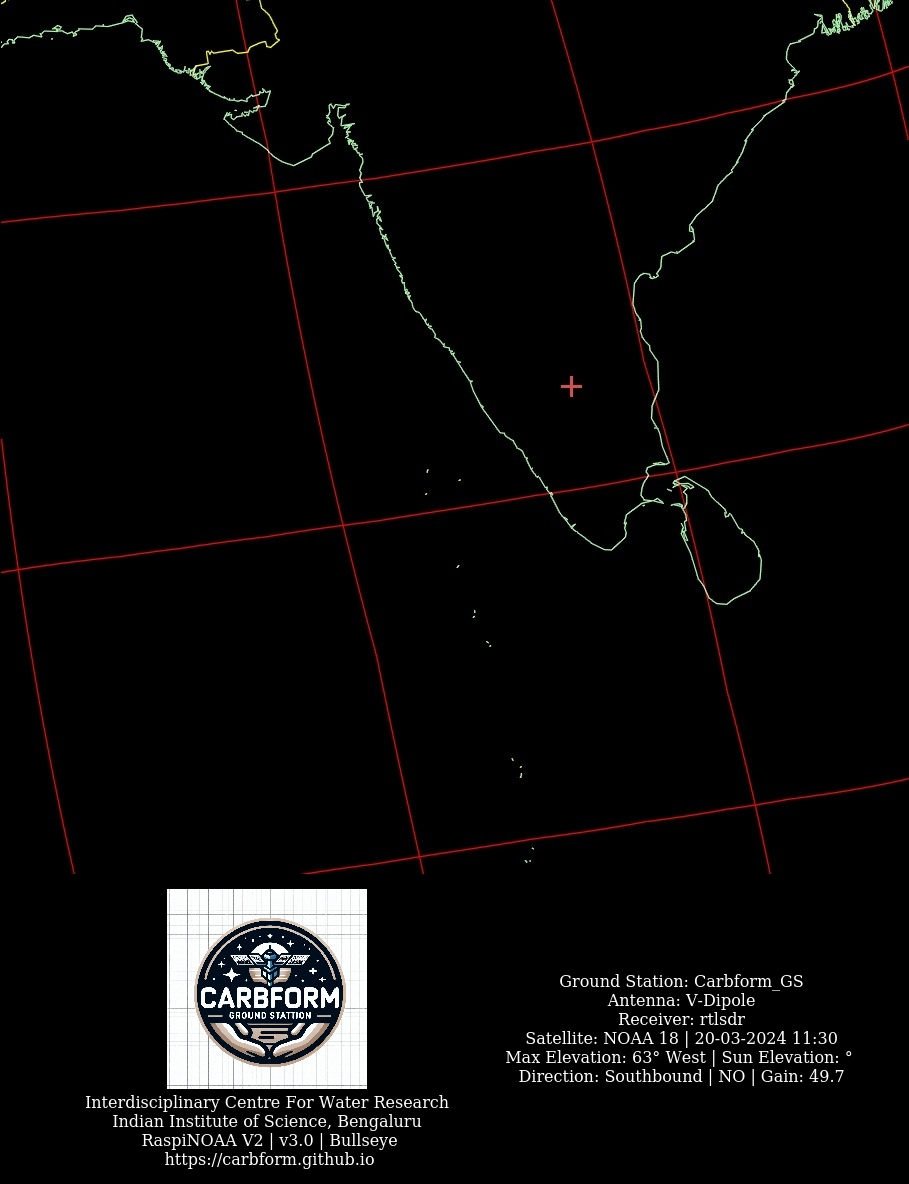 CARBFORM
GROUND STATTION
Interdisciplinary Centre For Water Research
Indian Institute of Science, Bengaluru
RaspiNOAA V2 | v3.0 | Bullseye
https://carbform.github.io
Ground Station: Carbform_GS
Antenna: V-Dipole
Receiver: rtlsdr
Satellite: NOAA 18 | 20-03-2024 11:30
Max Elevation: 63° West | Sun Elevation: °
Direction: Southbound | NO | Gain: 49.7